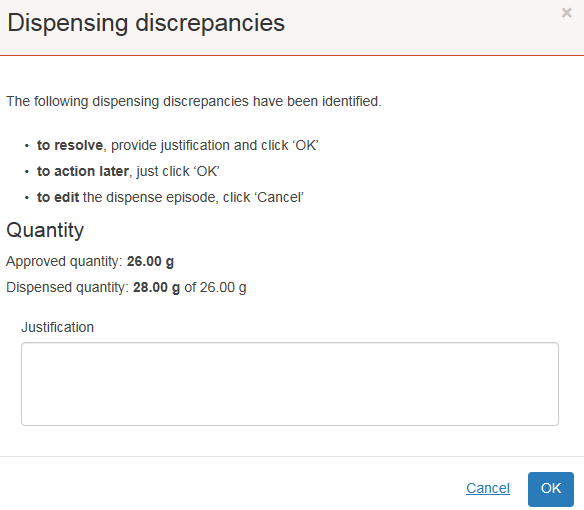 Dispensing discrepancies
×
The following dispensing discrepancies have been identified.
• to resolve, provide justification and click ‘OK’
• to action later, just click ‘OK’
• to edit the dispense episode, click ‘Cancel’
Quantity
Approved quantity: 26.00 g
Dispensed quantity: 28.00 g of 26.00 g
Justification
Cancel OK